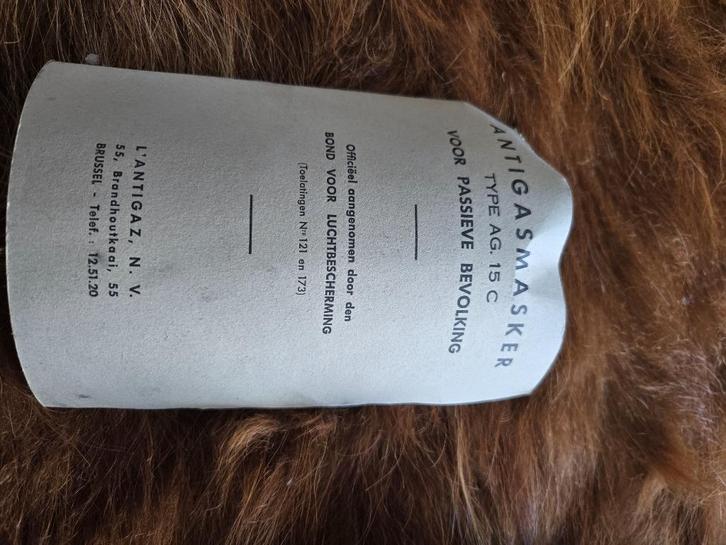 ANTIGASMASKER
TYPE AG. 15 C
VOOR PASSIEVE BEVOLKING
Officiëel aangenomen door den
BOND VOOR LUCHTBESCHERMING
(Toelatingen Nrs 121 en 173)
L'ANTIGAZ, N. V.
55, Brandhoutkaai, 55
BRUSSEL - Telef. : 12.51.20